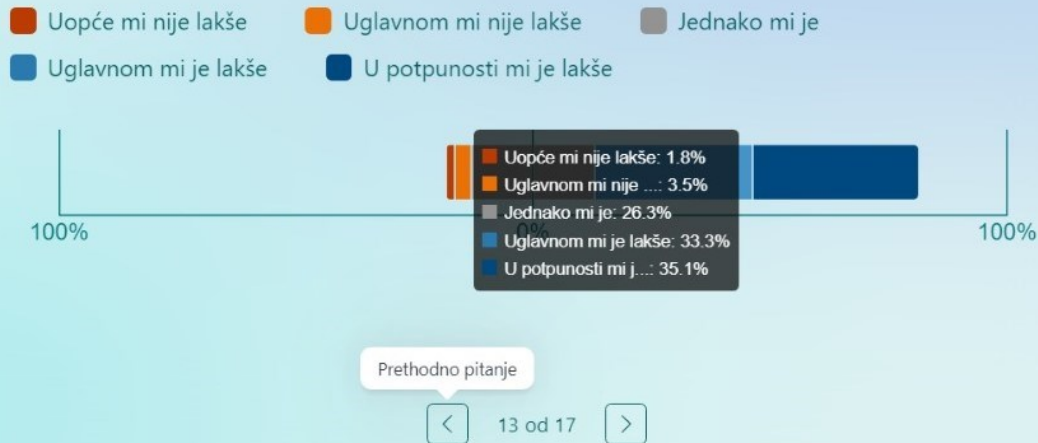 Uopće mi nije lakše Uglavnom mi nije lakše Jednako mi je
Uglavnom mi je lakše U potpunosti mi je lakše
Uopće mi nije lakše: 1.8%
Uglavnom mi nije ...: 3.5%
Jednako mi je: 26.3%
Uglavnom mi je lakše: 33.3%
U potpunosti mi j...: 35.1%
100% 0% 100%
Prethodno pitanje
13 od 17